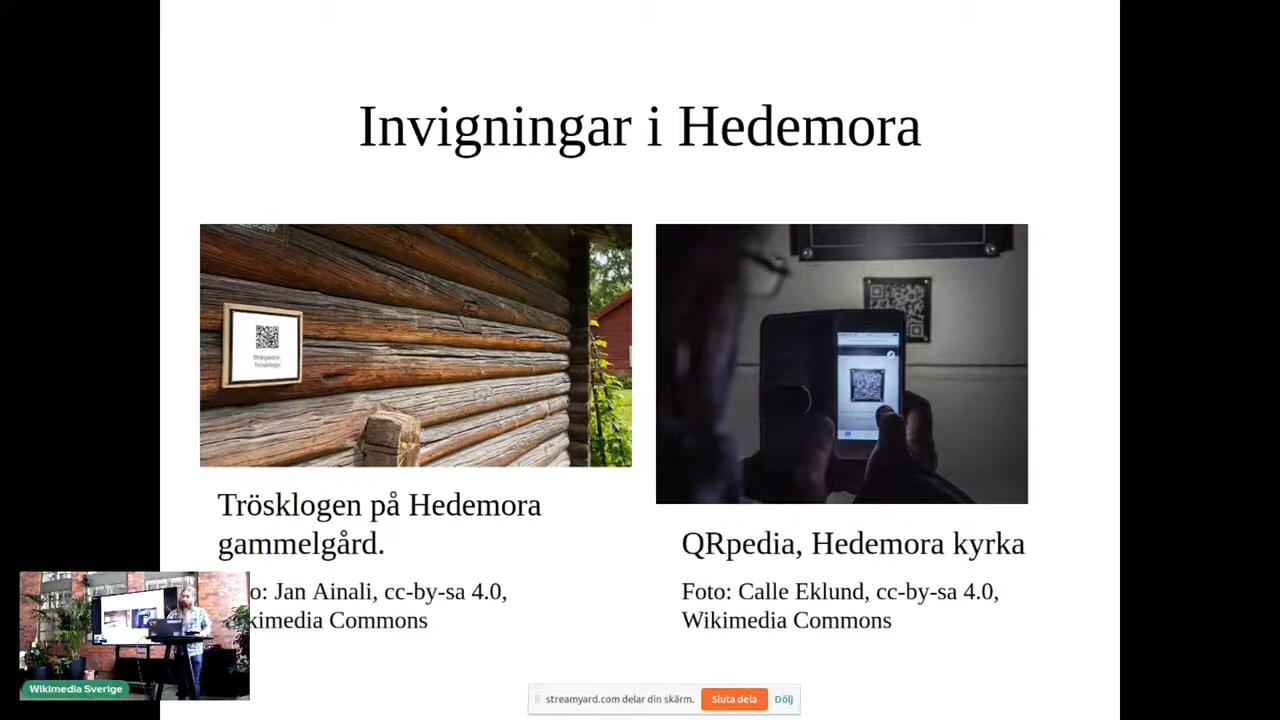 Invigningar i Hedemora
Wikipedia:
Trösklogen på Hedemora
gammelgård.
o: Jan Ainali, cc-by-sa 4.0,
kimedia Commons
QRpedia, Hedemora kyrka
Foto: Calle Eklund, cc-by-sa 4.0,
Wikimedia Commons
Wikimedia Sverige
streamyard.com delar din skärm.
Sluta dela
Dölj